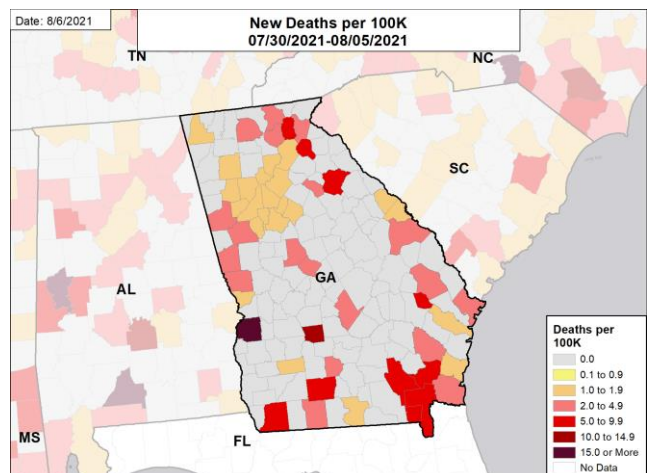 Date: 8/6/2021
New Deaths per 100K
07/30/2021-08/05/2021
TN
NC
SC
AL
GA
MS
FL
Deaths per
100K
0.0
0.1 to 0.9
1.0 to 1.9
2.0 to 4.9
5.0 to 9.9
10.0 to 14.9
15.0 or More
No Data